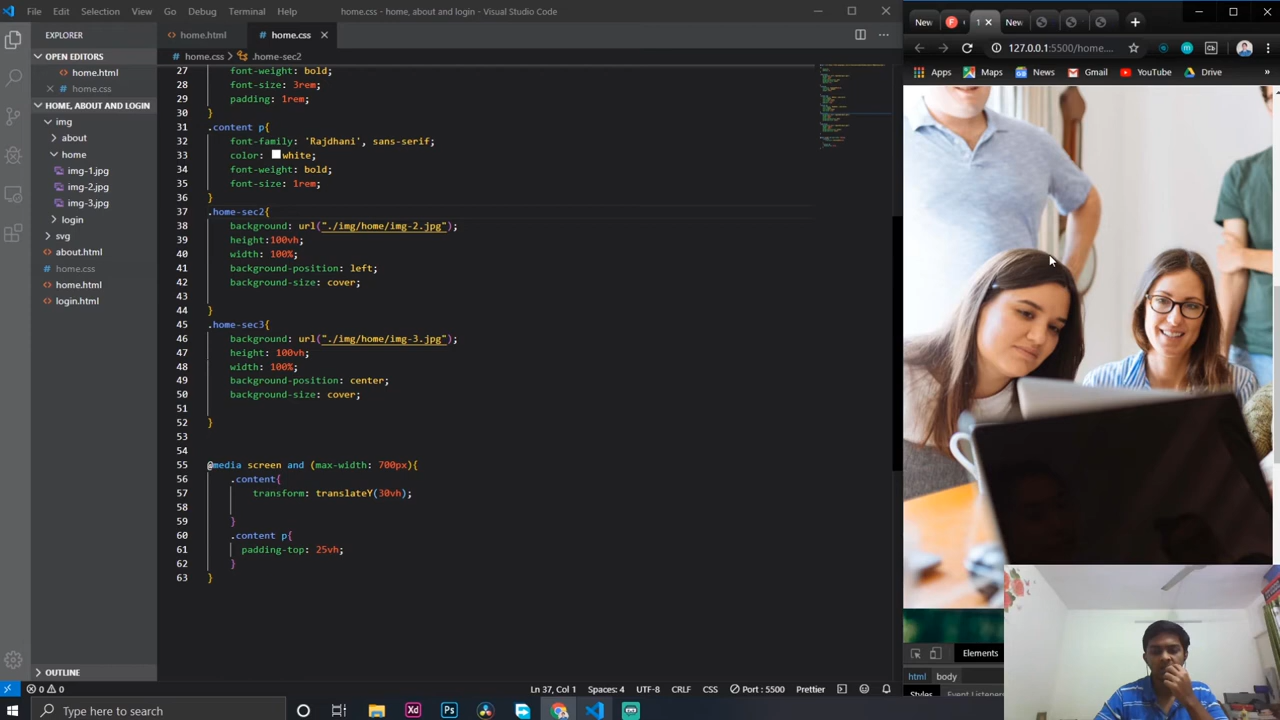 File Edit Selection View Go Debug Terminal Help
home.css - home, about and login - Visual Studio Code
New
1
New
EXPLORER
home.html
home.css
127.0.0.1:5500/home....
OPEN EDITORS
home.css > .home-sec2
Apps Maps News Gmail YouTube Drive »
home.html
home.css
HOME, ABOUT AND LOGIN
img
about
home
img-1.jpg
img-2.jpg
img-3.jpg
login
svg
about.html
home.css
home.html
login.html
27 font-weight: bold;
28 font-size: 3rem;
29 padding: 1rem;
30 }
31 .content p{
32 font-family: 'Rajdhani', sans-serif;
33 color: white;
34 font-weight: bold;
35 font-size: 1rem;
36 }
37 .home-sec2{
38 background: url("./img/home/img-2.jpg");
39 height:100vh;
40 width: 100%;
41 background-position: left;
42 background-size: cover;
43
44 }
45 .home-sec3{
46 background: url("./img/home/img-3.jpg");
47 height: 100vh;
48 width: 100%;
49 background-position: center;
50 background-size: cover;
51
52 }
53
54
55 @media screen and (max-width: 700px){
56 .content{
57 transform: translateY(30vh);
58
59 }
60 .content p{
61 padding-top: 25vh;
62 }
63 }
Elements
html body
Styles Event Listeners
OUTLINE
0 0
Ln 37, Col 1 Spaces: 4 UTF-8 CRLF CSS Port : 5500 Prettier
Type here to search
Xd
Ps